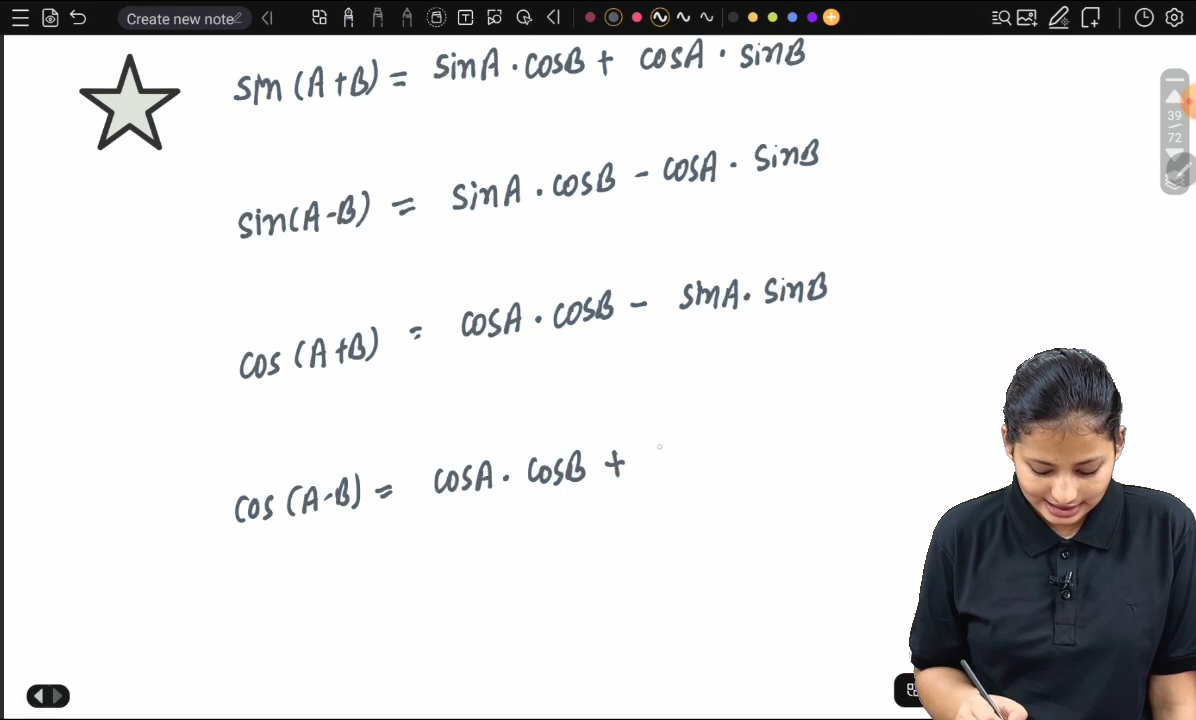 Create new note
sin (A+B) = sinA · cosB + cosA · sinB
39
72
sin(A-B) = sinA · cosB - cosA · sinB
cos (A+B) = cosA · cosB - sinA · sinB
cos (A-B) = cosA · cosB +